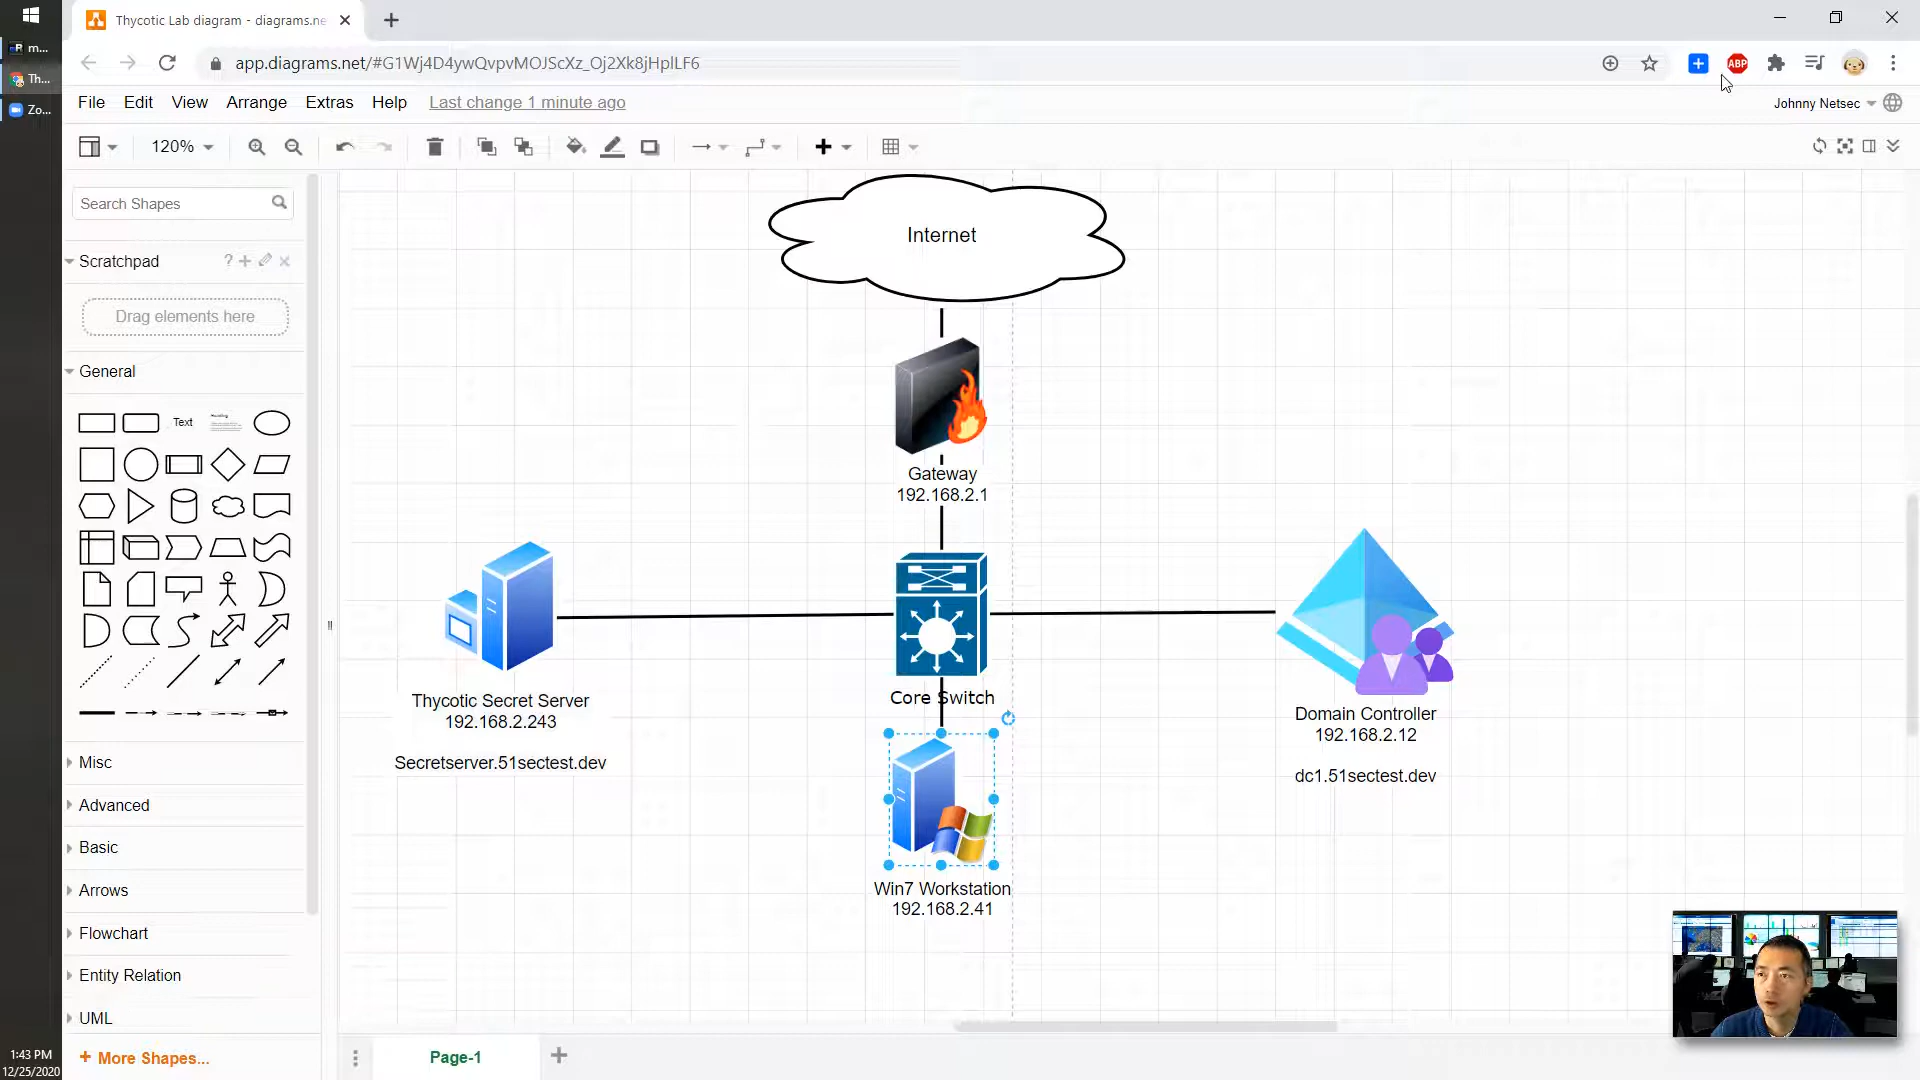 Thycotic Lab diagram - diagrams.ne
m...
Th...
Zo...
app.diagrams.net/#G1Wj4D4ywQvpvMOJScXz_Oj2Xk8jHplLF6
ABP
File Edit View Arrange Extras Help Last change 1 minute ago
Johnny Netsec
120%
Search Shapes
Scratchpad
?
Drag elements here
General
Text
Heading
Misc
Advanced
Basic
Arrows
Flowchart
Entity Relation
UML
+ More Shapes...
Internet
Gateway
192.168.2.1
Core Switch
Thycotic Secret Server
192.168.2.243
Secretserver.51sectest.dev
Domain Controller
192.168.2.12
dc1.51sectest.dev
Win7 Workstation
192.168.2.41
Page-1
1:43 PM
12/25/2020